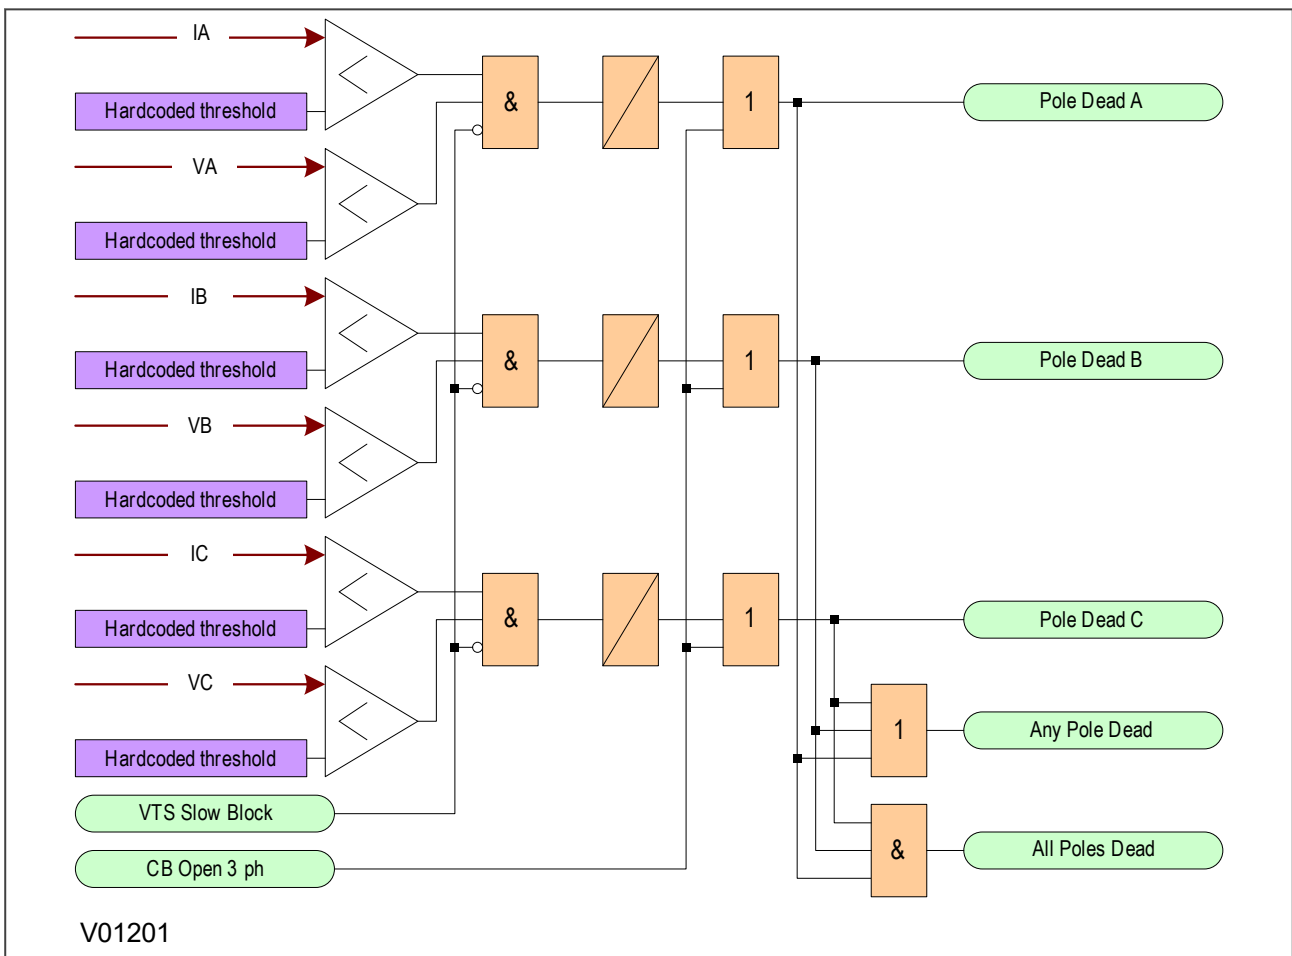 IA
Hardcoded threshold
&
1
Pole Dead A
VA
Hardcoded threshold
IB
Hardcoded threshold
&
1
Pole Dead B
VB
Hardcoded threshold
IC
Hardcoded threshold
&
1
Pole Dead C
VC
Hardcoded threshold
1
Any Pole Dead
VTS Slow Block
&
All Poles Dead
CB Open 3 ph
V01201